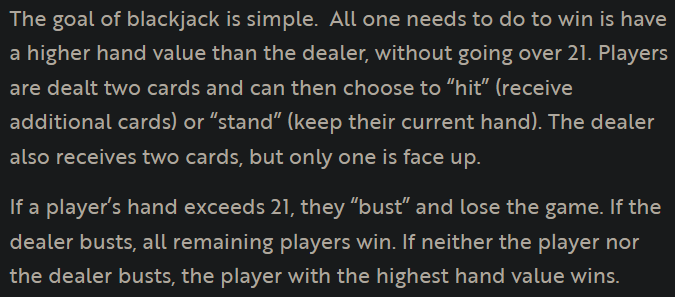 The goal of blackjack is simple.  All one needs to do to win is have
a higher hand value than the dealer, without going over 21. Players
are dealt two cards and can then choose to “hit” (receive
additional cards) or “stand” (keep their current hand). The dealer
also receives two cards, but only one is face up.
If a player’s hand exceeds 21, they “bust” and lose the game. If the
dealer busts, all remaining players win. If neither the player nor
the dealer busts, the player with the highest hand value wins.